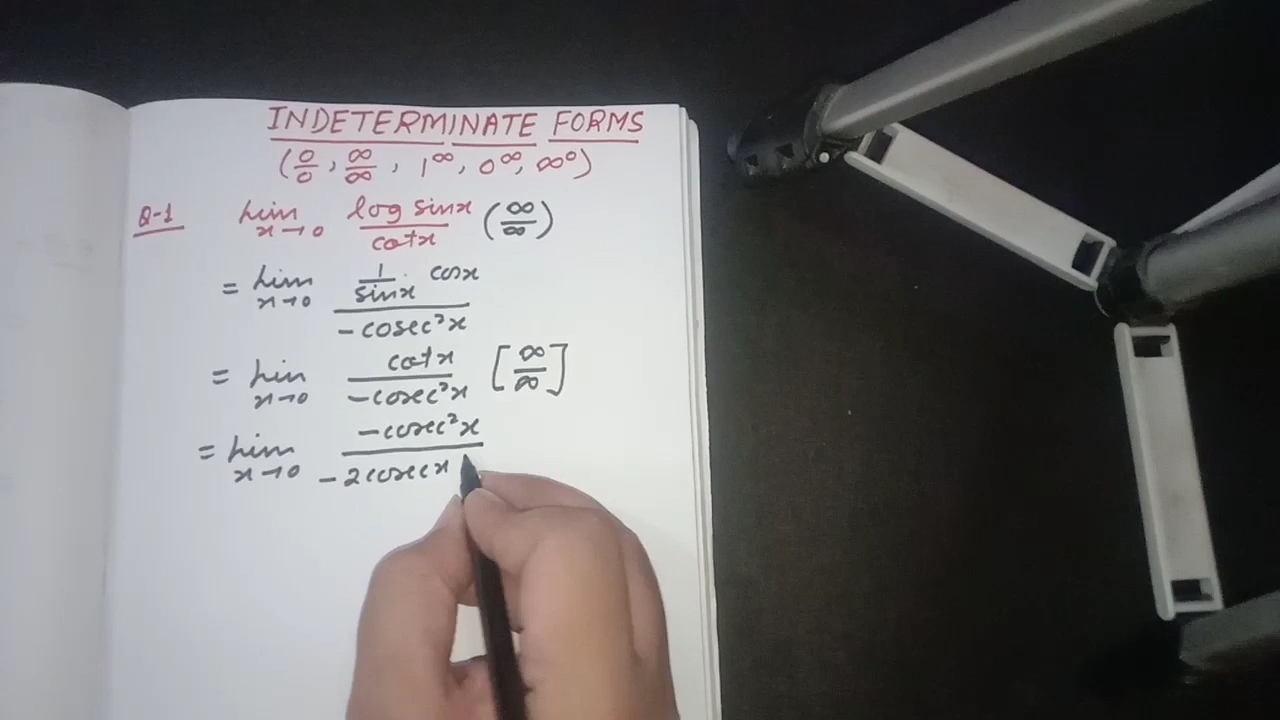 INDETERMINATE FORMS
(0/0, ∞/∞, 1^∞, 0^∞, ∞^0)
Q-1 lim x→0 log sinx / cotx (∞/∞)
= lim x→0 1/sinx · cosx / -cosec²x
= lim x→0 cotx / -cosec²x [∞/∞]
= lim x→0 -cosec²x / -2cosecx